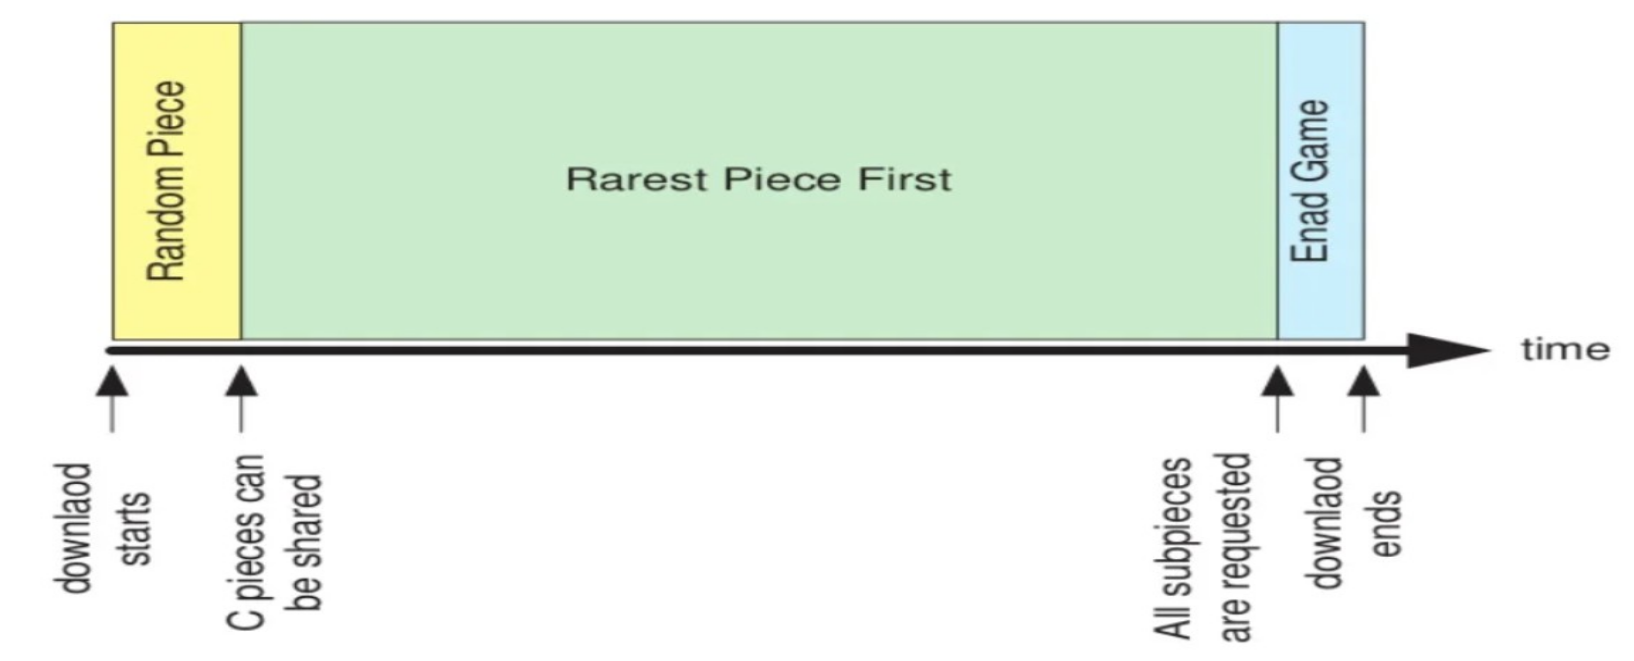 Random Piece
Rarest Piece First
Enad Game
time
downlaod
starts
C pieces can
be shared
All subpieces
are requested
downlaod
ends